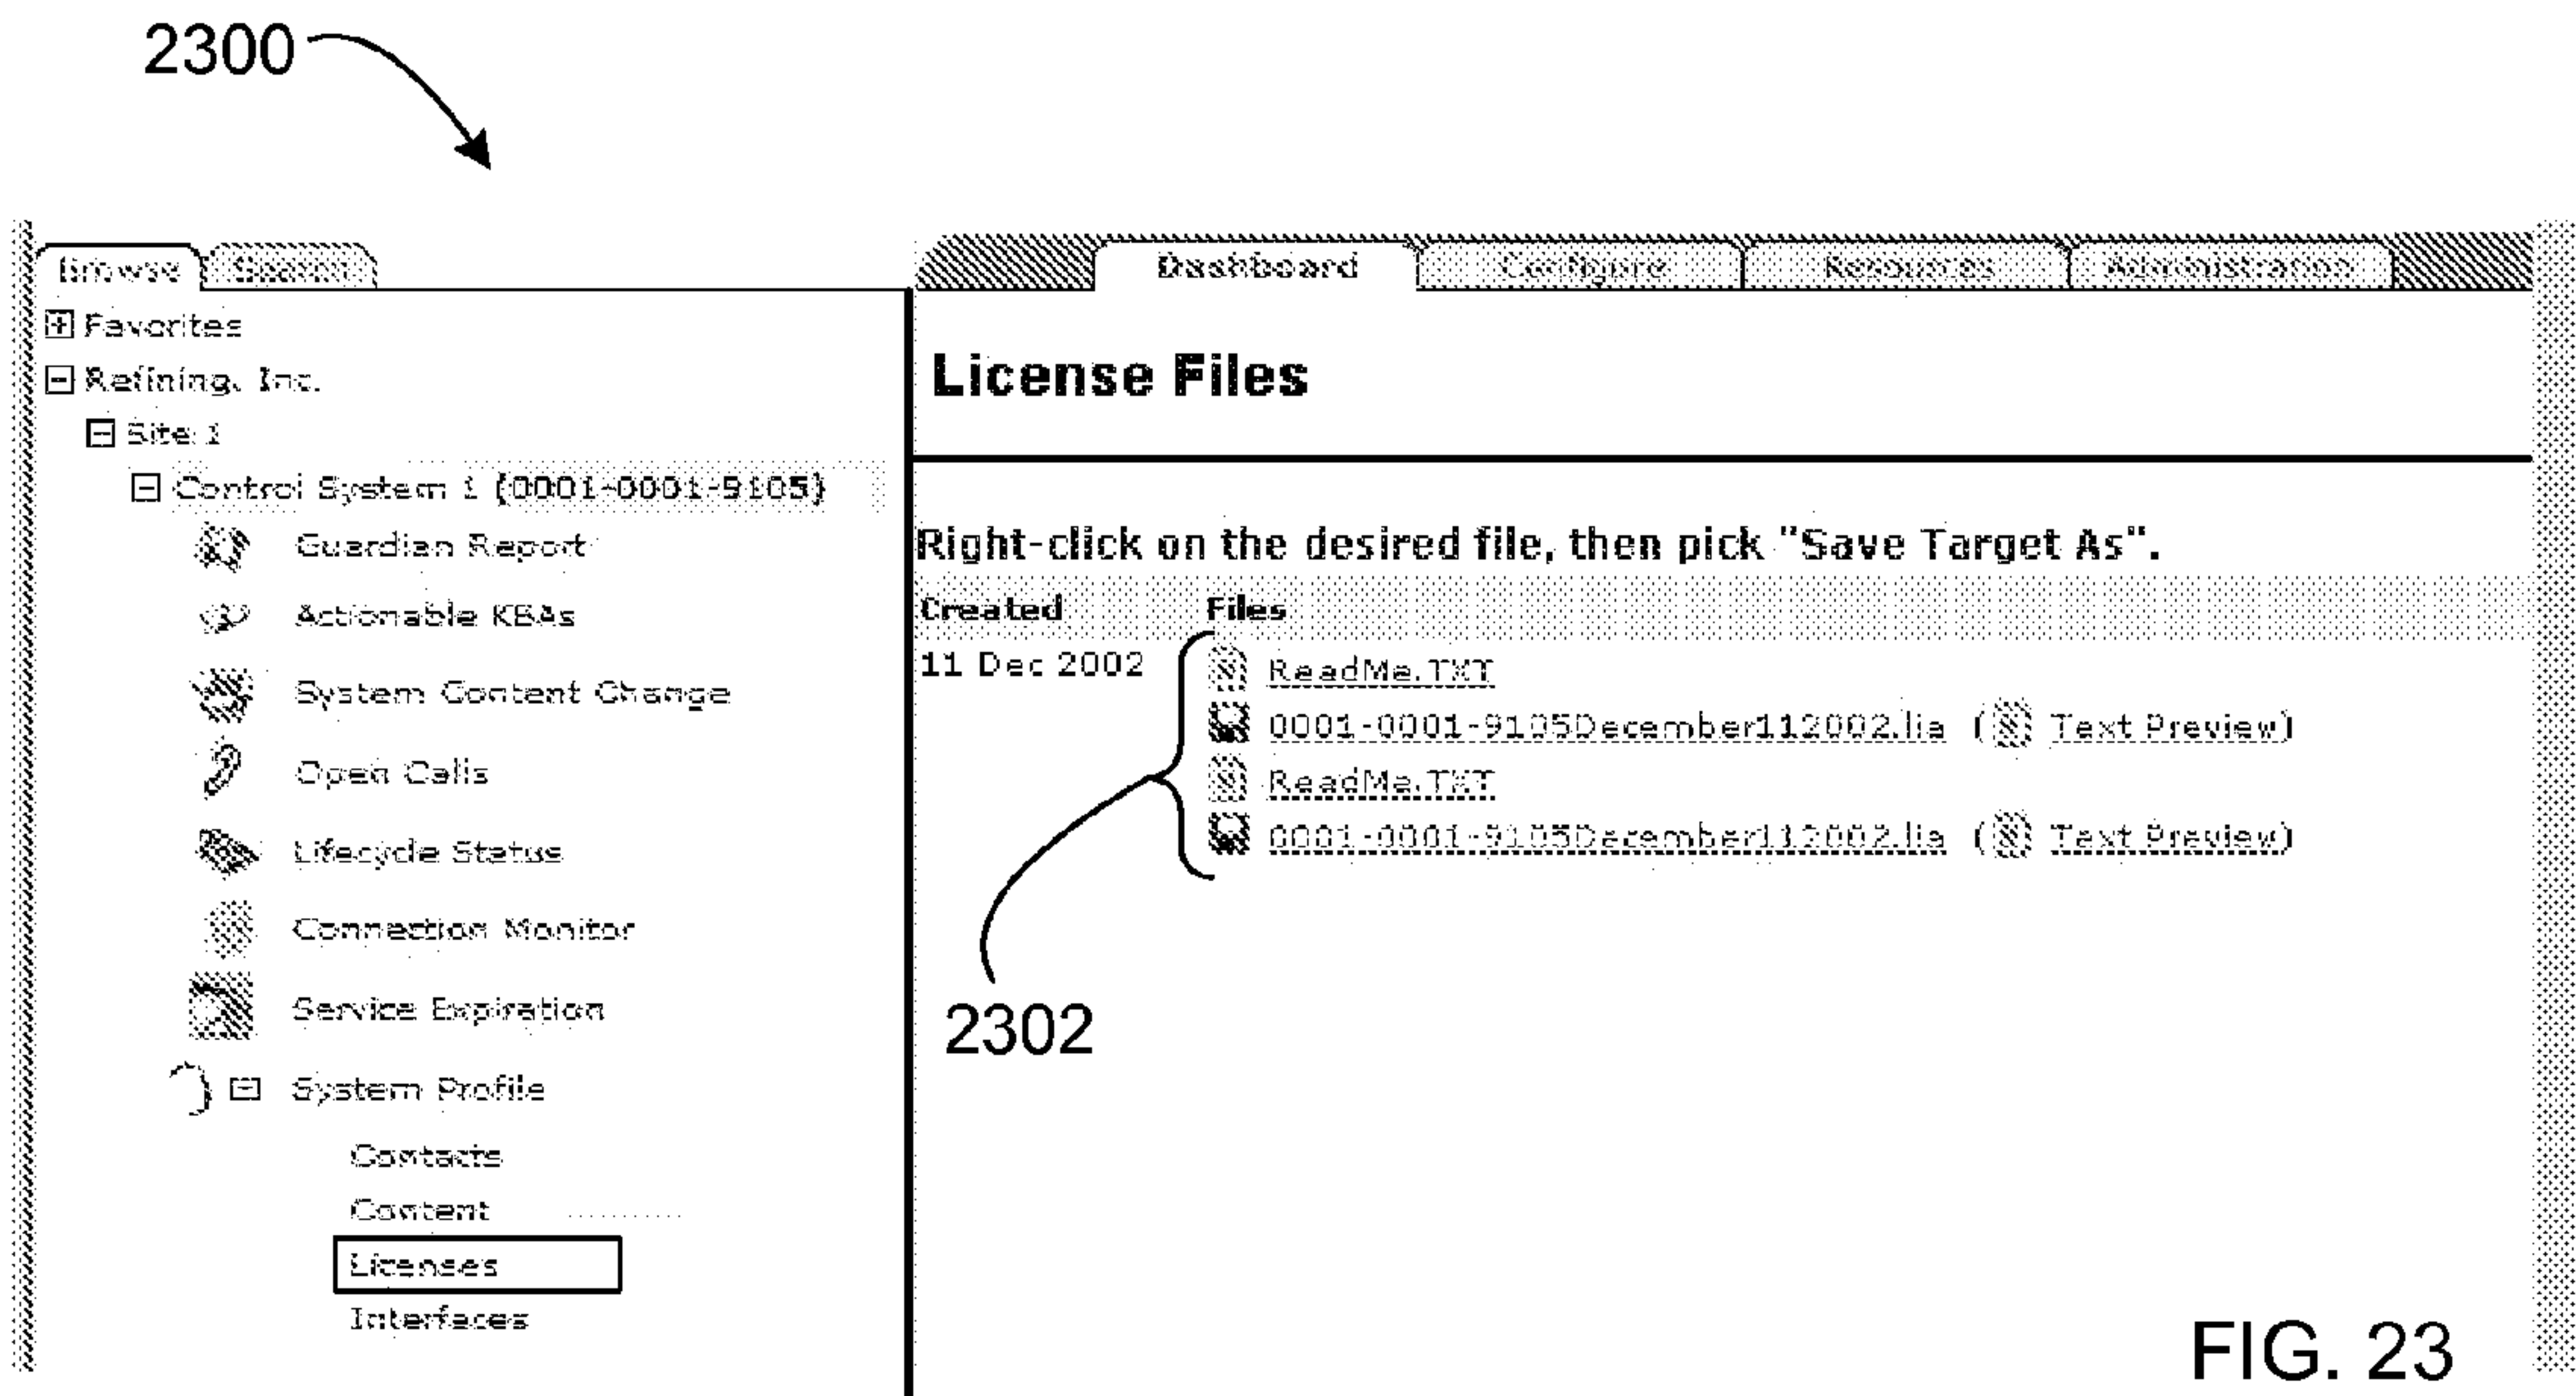 2300
Browse Search
Dashboard Configure Resources Administration
Favorites
Refining, Inc.
Site 1
Control System 1 (0001-0001-9105)
Guardian Report
Actionable KBAs
System Content Change
Open Calls
Lifecycle Status
Connection Monitor
Service Expiration
System Profile
Contacts
Content
Licenses
Interfaces
License Files
Right-click on the desired file, then pick "Save Target As".
Created Files
11 Dec 2002 ReadMe.TXT
0001-0001-9105December112002.lia (Text Preview)
ReadMe.TXT
0001-0001-9105December112002.lia (Text Preview)
2302
FIG. 23